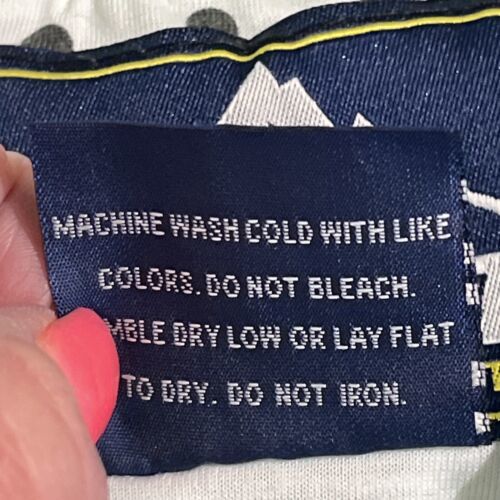 MACHINE WASH COLD WITH LIKE
COLORS. DO NOT BLEACH.
MBLE DRY LOW OR LAY FLAT
TO DRY. DO NOT IRON.